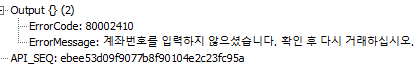 Output {} (2)
ErrorCode: 80002410
ErrorMessage: 계좌번호를 입력하지 않으셨습니다. 확인 후 다시 거래하십시오.
API_SEQ: ebee53d09f9077b8f90104e2c23fc95a